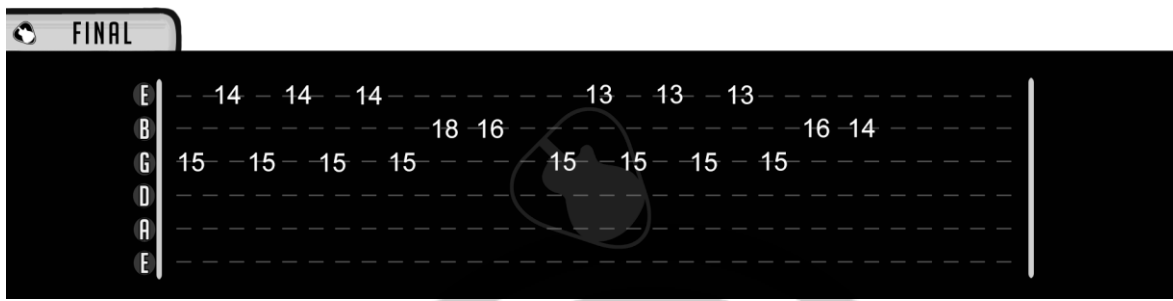 FINAL
E - - 14 - - 14 - - 14 - - - - - - - - - - 13 - - 13 - - 13 - - - - - - - - - - -
B - - - - - - - - - - - 18 - 16 - - - - - - - - - - - - - 16 - 14 - - - - - -
G 15 - - 15 - - 15 - - 15 - - - - - - 15 - - 15 - - 15 - - 15 - - - - - - - - - -
D - - - - - - - - - - - - - - - - - - - - - - - - - - - - - - - - - - - -
A - - - - - - - - - - - - - - - - - - - - - - - - - - - - - - - - - - - -
E - - - - - - - - - - - - - - - - - - - - - - - - - - - - - - - - - - - -